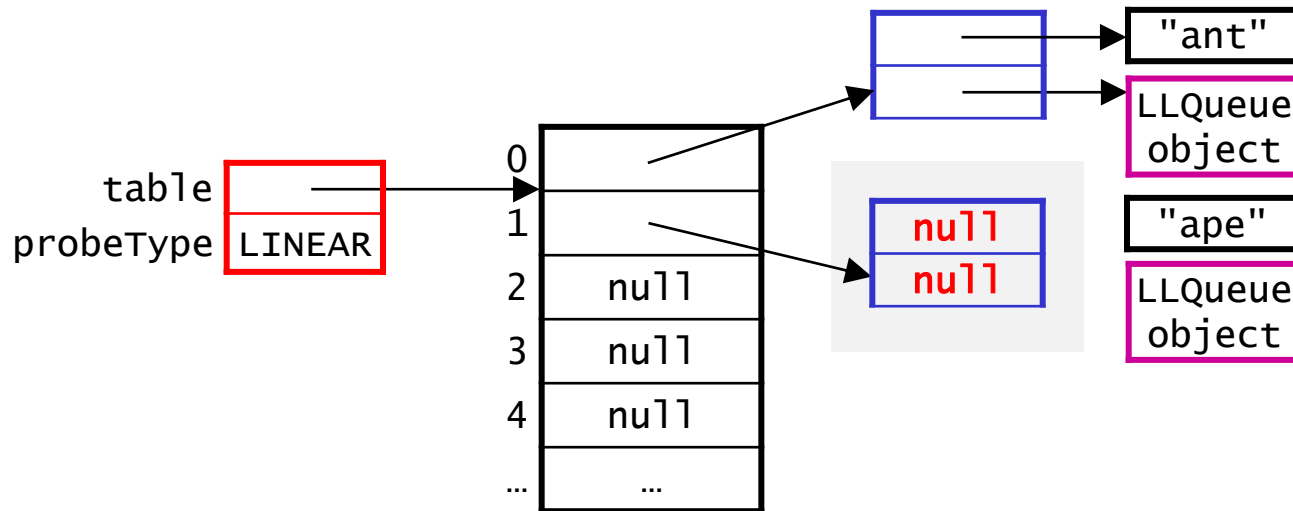 "ant"
LLQueue
object
0
table
1
null
"ape"
probeType LINEAR
null
LLQueue
object
2 null
3 null
4 null
… …